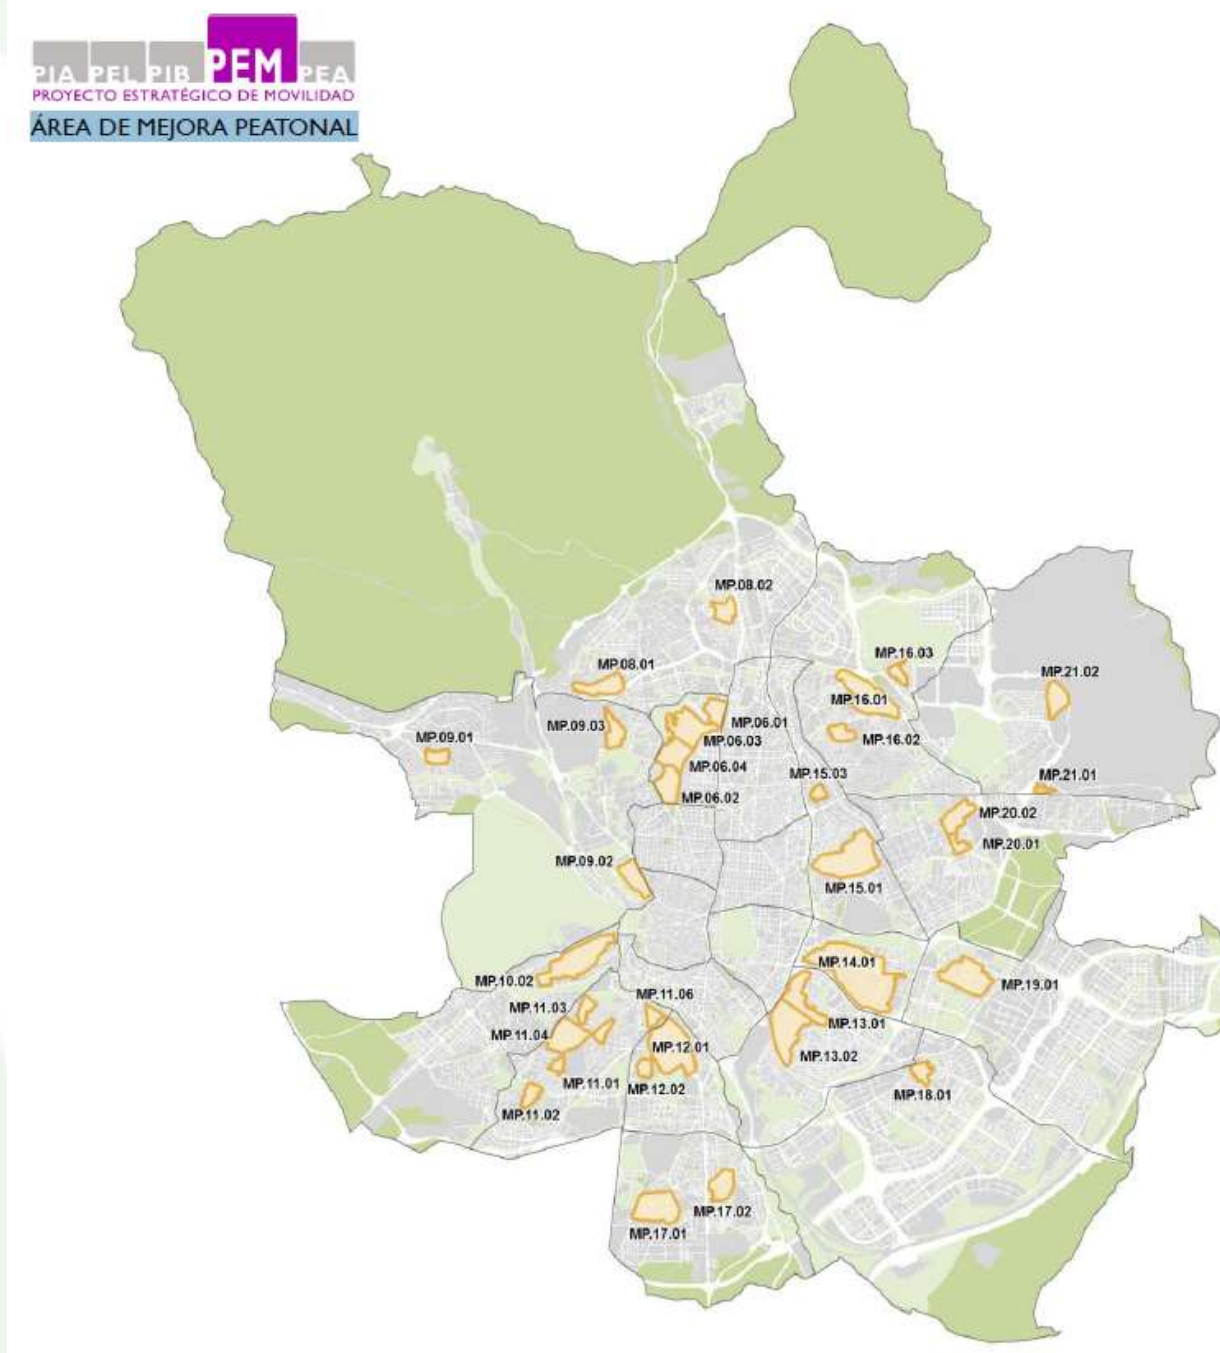 PIA PEL PIB PEM PEA
PROYECTO ESTRATÉGICO DE MOVILIDAD
ÁREA DE MEJORA PEATONAL
MP.08.02
MP.16.03
MP.08.01
MP.21.02
MP.16.01
MP.09.03
MP.06.01
MP.09.01
MP.06.03
MP.16.02
MP.06.04
MP.15.03
MP.21.01
MP.06.02
MP.20.02
MP.20.01
MP.09.02
MP.15.01
MP.14.01
MP.10.02
MP.19.01
MP.11.06
MP.11.03
MP.13.01
MP.11.04
MP.12.01
MP.13.02
MP.11.01
MP.12.02
MP.18.01
MP.11.02
MP.17.02
MP.17.01